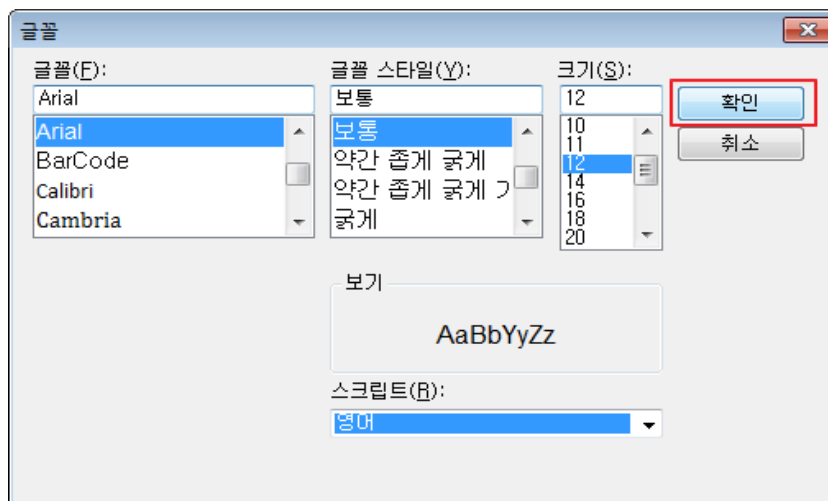 글꼴
글꼴(F):
Arial
Arial
BarCode
Calibri
Cambria
글꼴 스타일(Y):
보통
보통
약간 좁게 굵게
약간 좁게 굵게 기
굵게
크기(S):
12
10
11
12
14
16
18
20
확인
취소
보기
AaBbYyZz
스크립트(R):
영어